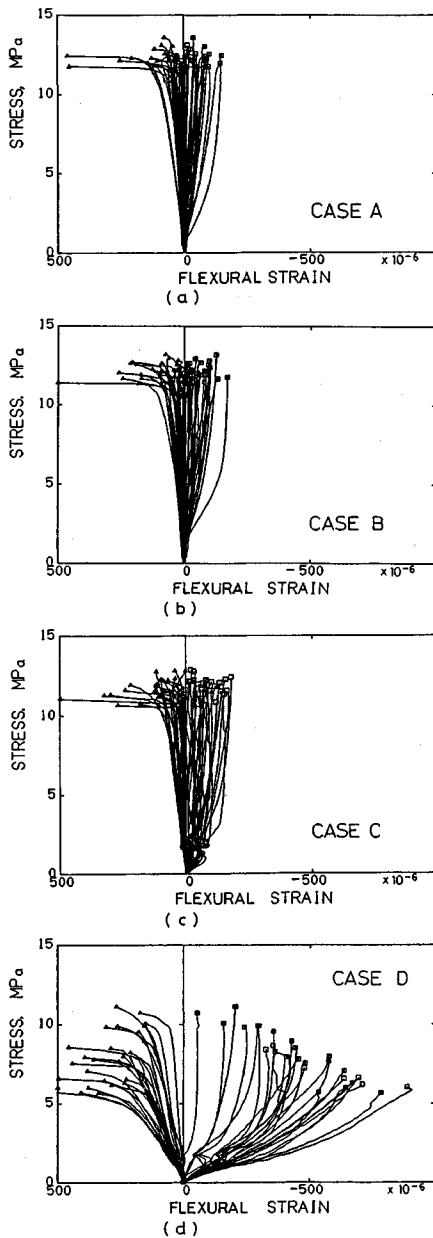 15
10
5
0
STRESS, MPa
CASE A
500
0
-500
×10⁻⁶
FLEXURAL STRAIN
(a)
15
10
5
0
STRESS, MPa
CASE B
500
0
-500
×10⁻⁶
FLEXURAL STRAIN
(b)
15
10
5
0
STRESS, MPa
CASE C
500
0
-500
×10⁻⁶
FLEXURAL STRAIN
(c)
15
10
5
0
STRESS, MPa
CASE D
500
0
-500
×10⁻⁶
FLEXURAL STRAIN
(d)